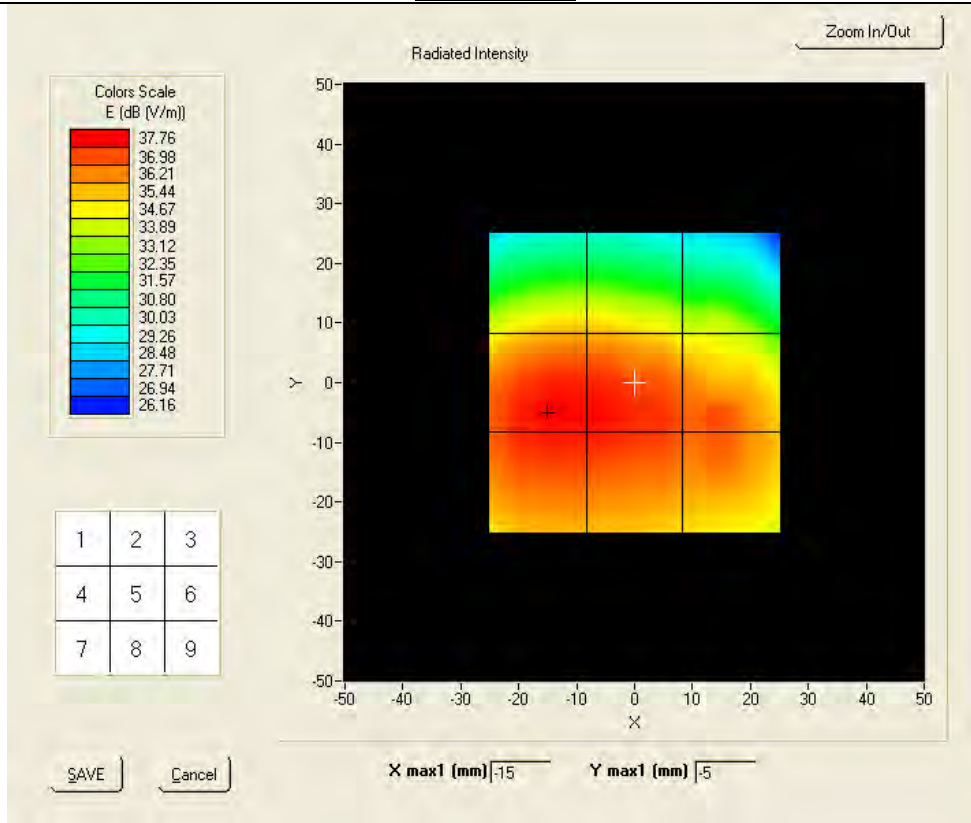 Zoom In/Out
Radiated Intensity
Colors Scale
E (dB (V/m))
37.76
36.98
36.21
35.44
34.67
33.89
33.12
32.35
31.57
30.80
30.03
29.26
28.48
27.71
26.94
26.16
50
40
30
20
10
Y 0
-10
-20
-30
-40
-50
-50 -40 -30 -20 -10 0 10 20 30 40 50
X
1 2 3
4 5 6
7 8 9
SAVE Cancel
X max1 (mm) -15 Y max1 (mm) -5